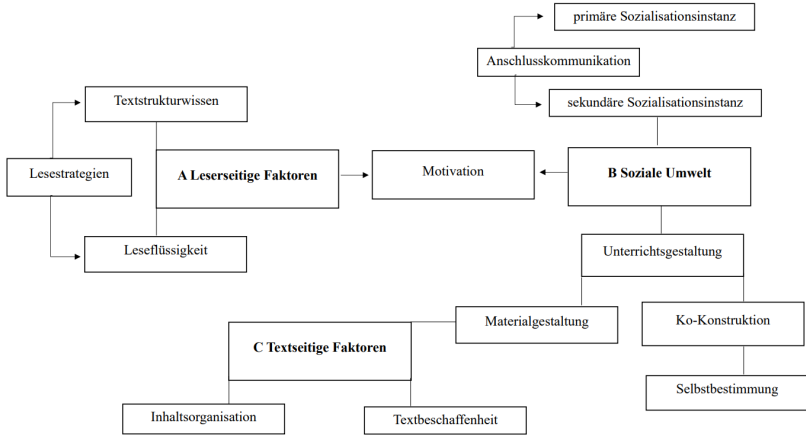 primäre Sozialisationsinstanz
Anschlusskommunikation
Textstrukturwissen
sekundäre Sozialisationsinstanz
Lesestrategien
A Leserseitige Faktoren
Motivation
B Soziale Umwelt
Leseflüssigkeit
Unterrichtsgestaltung
Materialgestaltung
Ko-Konstruktion
C Textseitige Faktoren
Selbstbestimmung
Inhaltsorganisation
Textbeschaffenheit